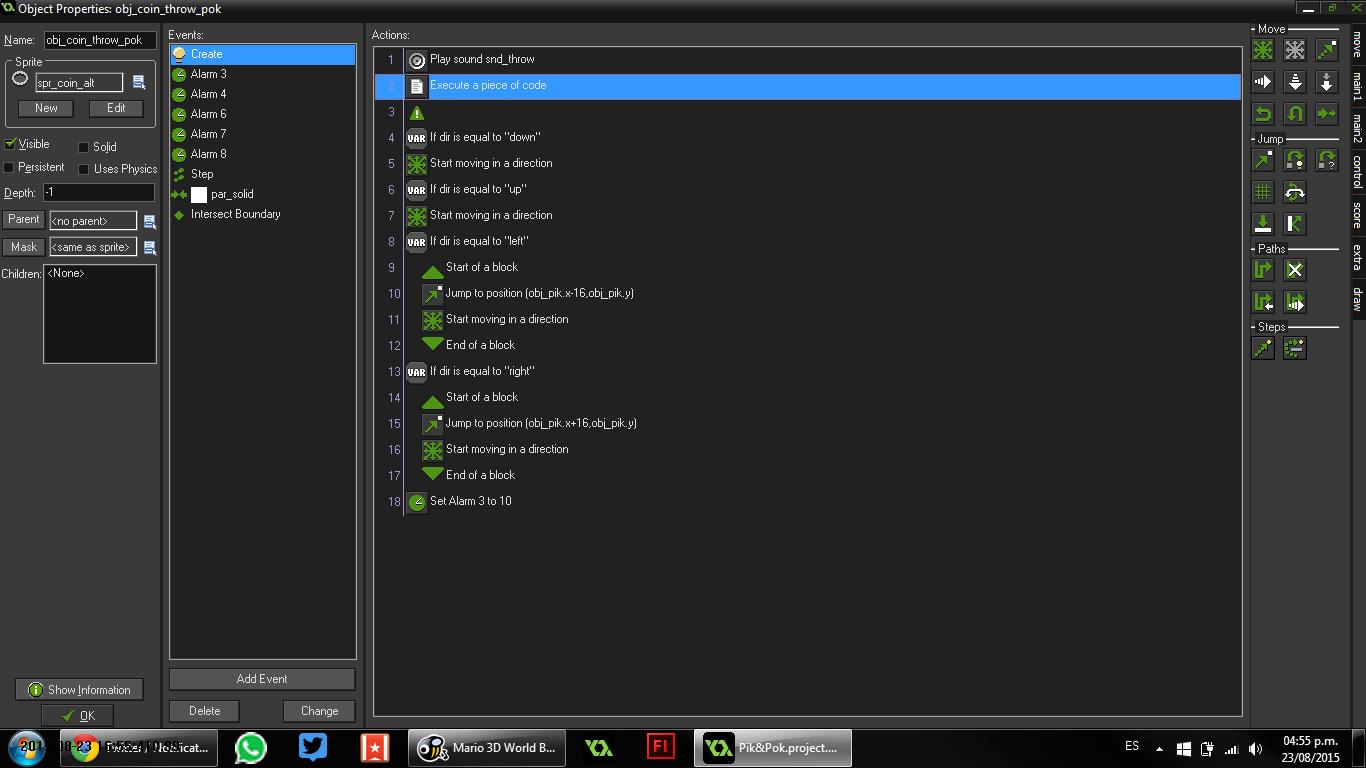 Object Properties: obj_coin_throw_pok
Name: obj_coin_throw_pok
Sprite
spr_coin_alt
New Edit
Visible Solid
Persistent Uses Physics
Depth: -1
Parent <no parent>
Mask <same as sprite>
Children: <None>
Show Information
OK
Events:
Create
Alarm 3
Alarm 4
Alarm 6
Alarm 7
Alarm 8
Step
par_solid
Intersect Boundary
Add Event
Delete Change
Actions:
1 Play sound snd_throw
2 Execute a piece of code
3
4 VAR If dir is equal to "down"
5 Start moving in a direction
6 VAR If dir is equal to "up"
7 Start moving in a direction
8 VAR If dir is equal to "left"
9 Start of a block
10 Jump to position (obj_pik.x-16,obj_pik.y)
11 Start moving in a direction
12 End of a block
13 VAR If dir is equal to "right"
14 Start of a block
15 Jump to position (obj_pik.x+16,obj_pik.y)
16 Start moving in a direction
17 End of a block
18 Set Alarm 3 to 10
Move
Jump
Paths
Steps
move
main1
main2
control
score
extra
draw
Mario 3D World B...
Fl
Pik&Pok.project....
ES
04:55 p.m.
23/08/2015